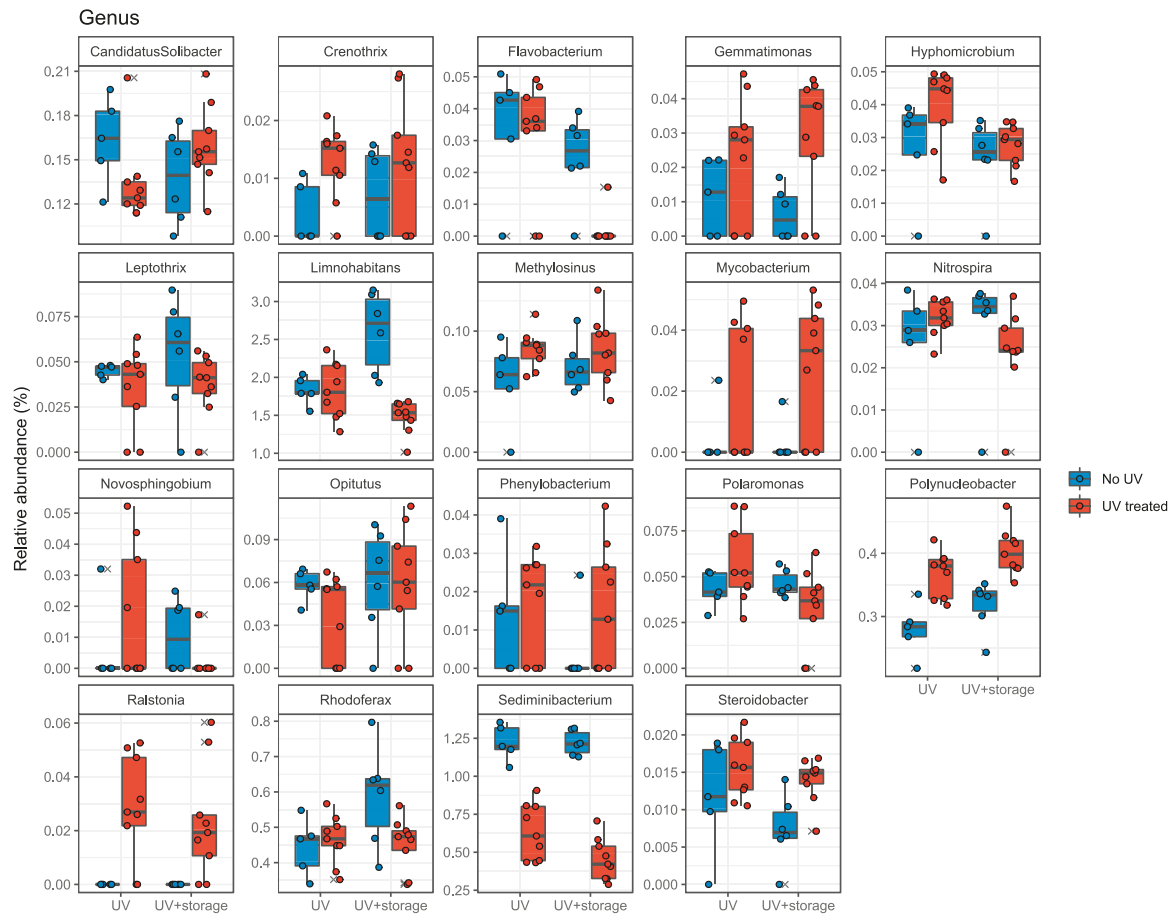 Genus
CandidatusSolibacter Crenothrix Flavobacterium Gemmatimonas Hyphomicrobium
0.21 0.18 0.15 0.12
0.02 0.01 0.00
0.05 0.04 0.03 0.02 0.01 0.00
0.04 0.03 0.02 0.01 0.00
0.05 0.04 0.03 0.02 0.01 0.00
Leptothrix Limnohabitans Methylosinus Mycobacterium Nitrospira
0.075 0.050 0.025 0.000
3.0 2.5 2.0 1.5 1.0
0.10 0.05 0.00
0.04 0.02 0.00
0.04 0.03 0.02 0.01 0.00
Relative abundance (%)
No UV
UV treated
Novosphingobium Opitutus Phenylobacterium Polaromonas Polynucleobacter
0.05 0.04 0.03 0.02 0.01 0.00
0.09 0.06 0.03 0.00
0.04 0.03 0.02 0.01 0.00
0.075 0.050 0.025 0.000
0.4 0.3
UV UV+storage
Ralstonia Rhodoferax Sediminibacterium Steroidobacter
0.06 0.04 0.02 0.00
0.8 0.7 0.6 0.5 0.4
1.25 1.00 0.75 0.50 0.25
0.020 0.015 0.010 0.005 0.000
UV UV+storage UV UV+storage UV UV+storage UV UV+storage